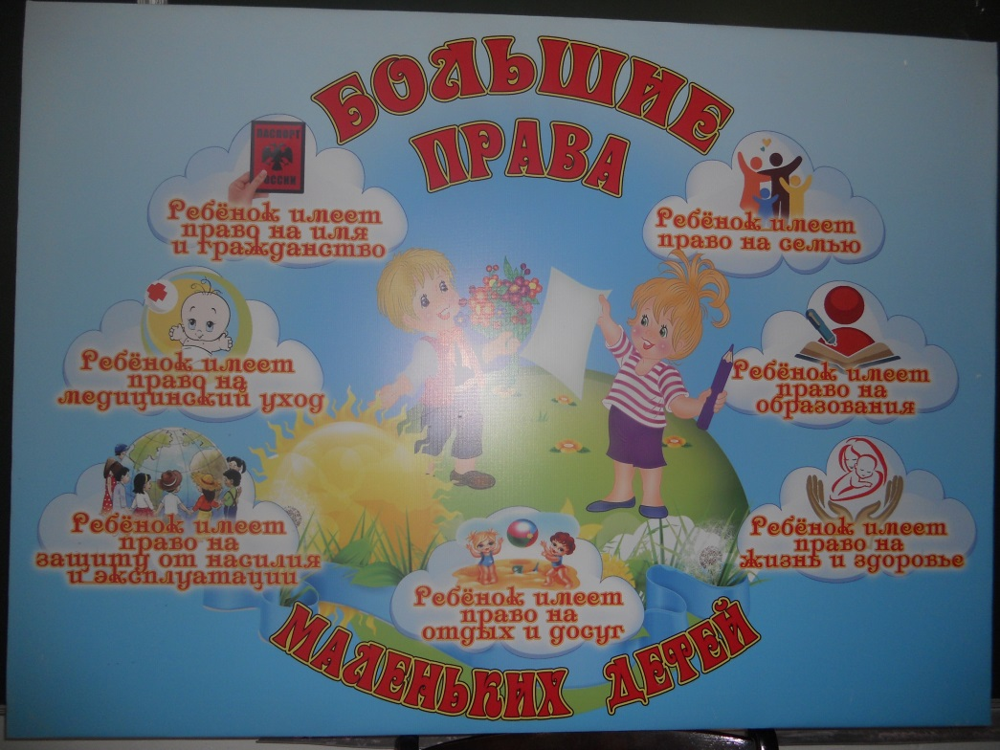 БОЛЬШИЕ
ПРАВА
ПАСПОРТ
РОССИЯ
Ребёнок имеет
право на имя
и гражданство
Ребёнок имеет
право на семью
Ребёнок имеет
право на
медицинский уход
Ребёнок имеет
право на
образования
Ребёнок имеет
право на
защиту от насилия
и эксплуатации
Ребёнок имеет
право на
жизнь и здоровье
Ребёнок имеет
право на
отдых и досуг
МАЛЕНЬКИХ ДЕТЕЙ